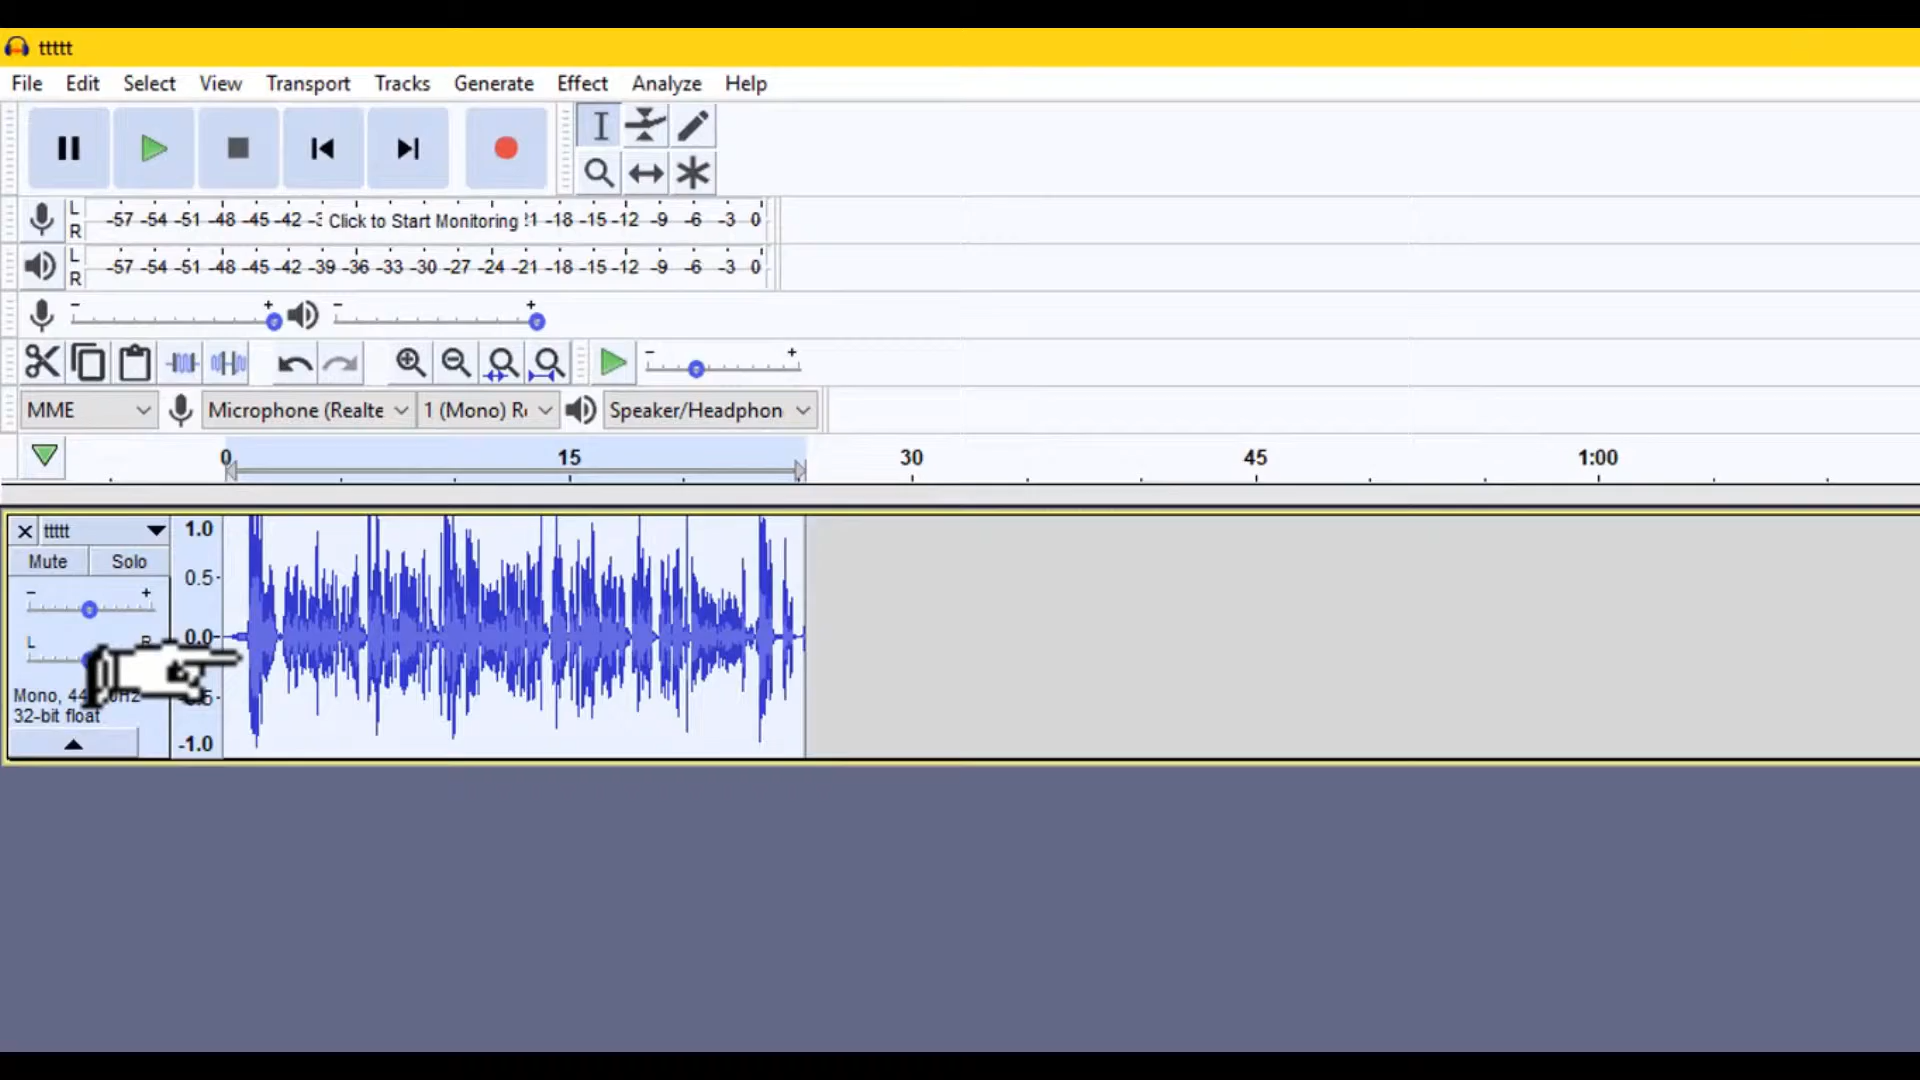 ttttt
File Edit Select View Transport Tracks Generate Effect Analyze Help
L
R
-57 -54 -51 -48 -45 -42 Click to Start Monitoring -18 -15 -12 -9 -6 -3 0
L
R
-57 -54 -51 -48 -45 -42 -39 -36 -33 -30 -27 -24 -21 -18 -15 -12 -9 -6 -3 0
- + - +
- +
MME Microphone (Realte 1 (Mono) Re Speaker/Headphon
0 15 30 45 1:00
ttttt 1.0
Mute Solo
0.5
- +
L R 0.0
Mono,
32-bit float
-1.0